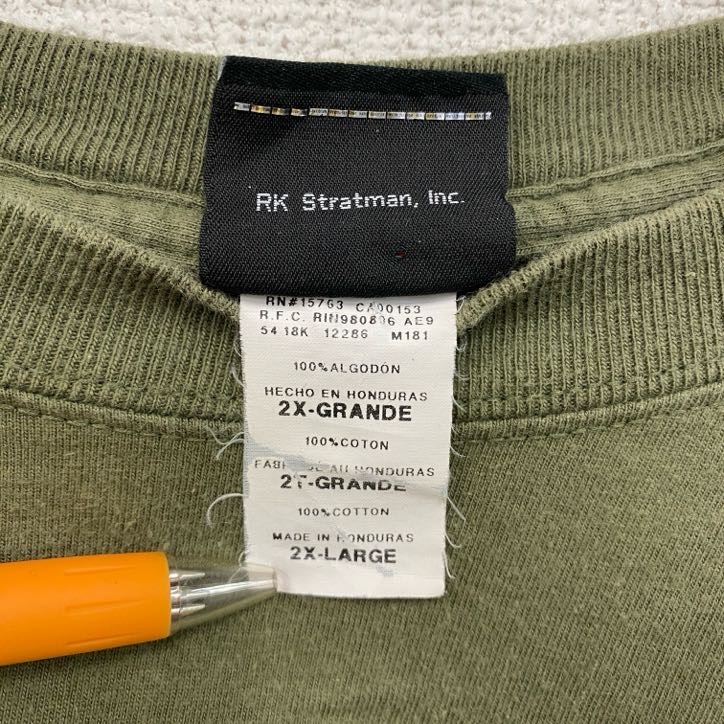 RK Stratman, Inc.
RN#15763 CA00153
R.F.C. RIN980806 AE9
54 18K 12286 M181
100%ALGODÓN
HECHO EN HONDURAS
2X-GRANDE
100%COTON
AU HONDURAS
2T-GRANDE
100%COTTON
MADE IN HONDURAS
2X-LARGE